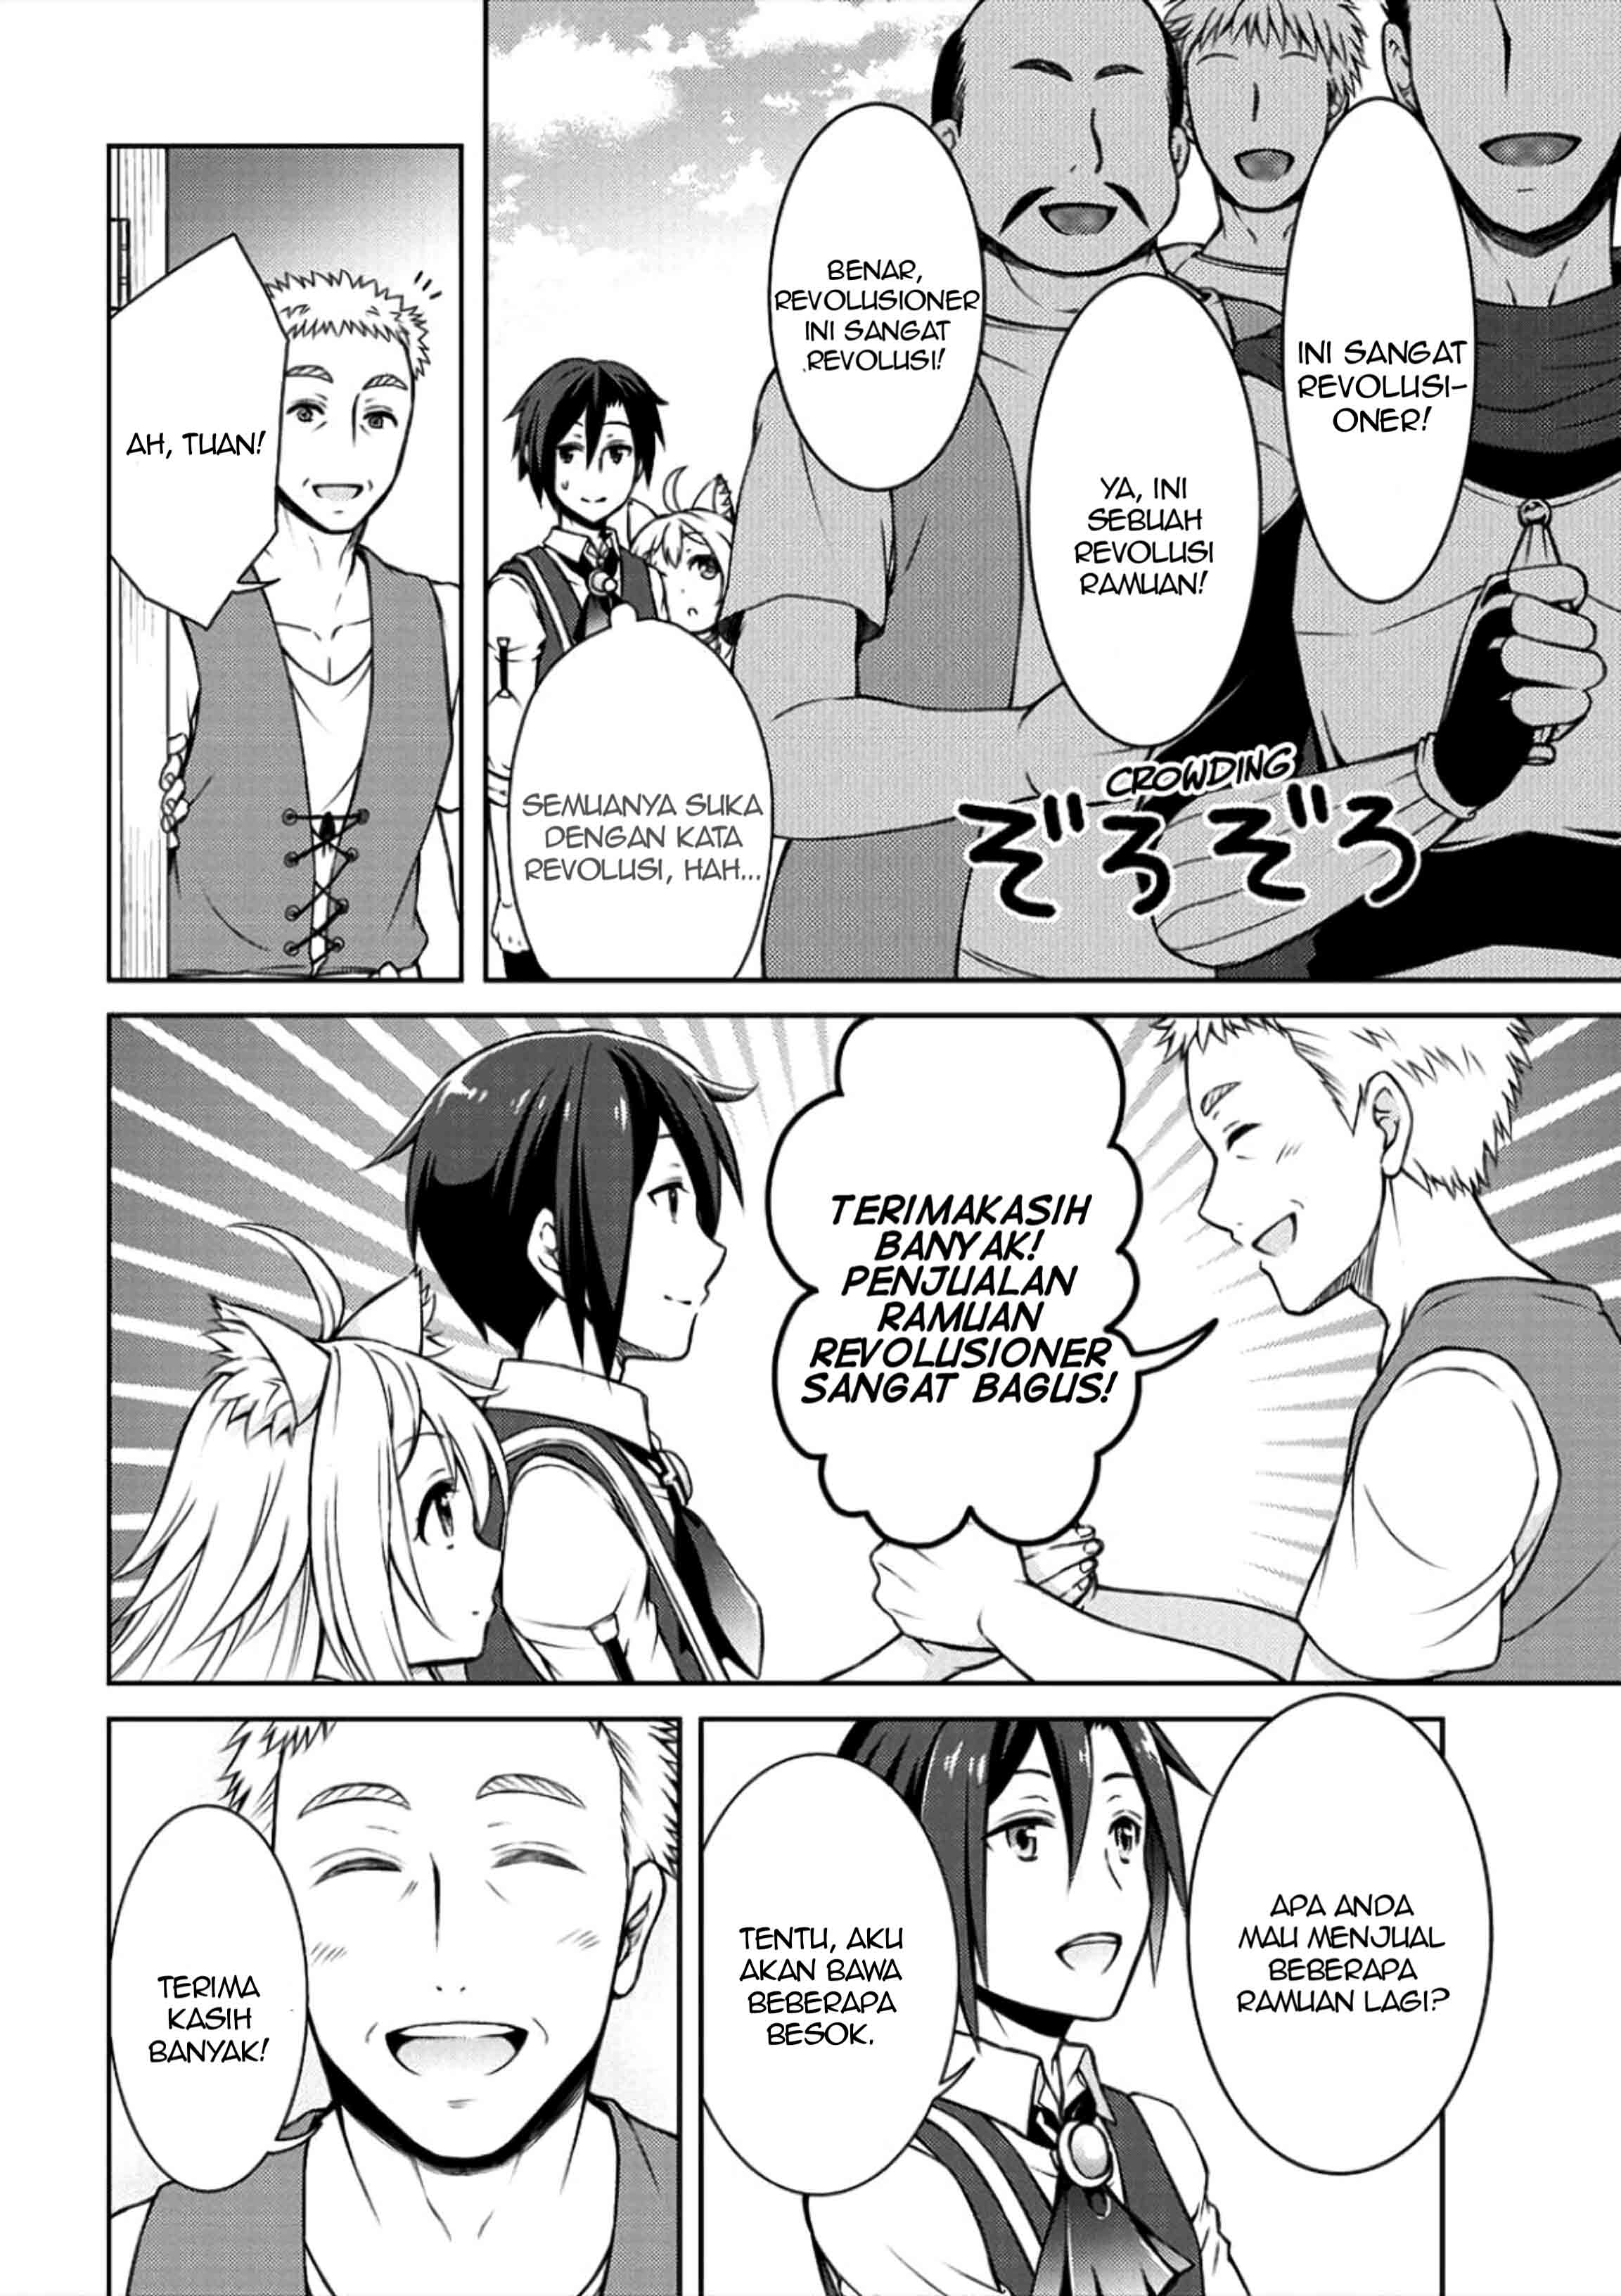 INI SANGAT
REVOLUSI-
ONER!
YA, INI
SEBUAH
REVOLUSI
RAMUAN!
BENAR,
REVOLUSIONER
INI SANGAT
REVOLUSI!
CROWDING
ぞろぞろ
SEMUANYA SUKA
DENGAN KATA
REVOLUSI, HAH...
AH, TUAN!
TERIMAKASIH
BANYAK!
PENJUALAN
RAMUAN
REVOLUSIONER
SANGAT BAGUS!
APA ANDA
MAU MENJUAL
BEBERAPA
RAMUAN LAGI?
TENTU, AKU
AKAN BAWA
BEBERAPA
BESOK.
TERIMA
KASIH
BANYAK!